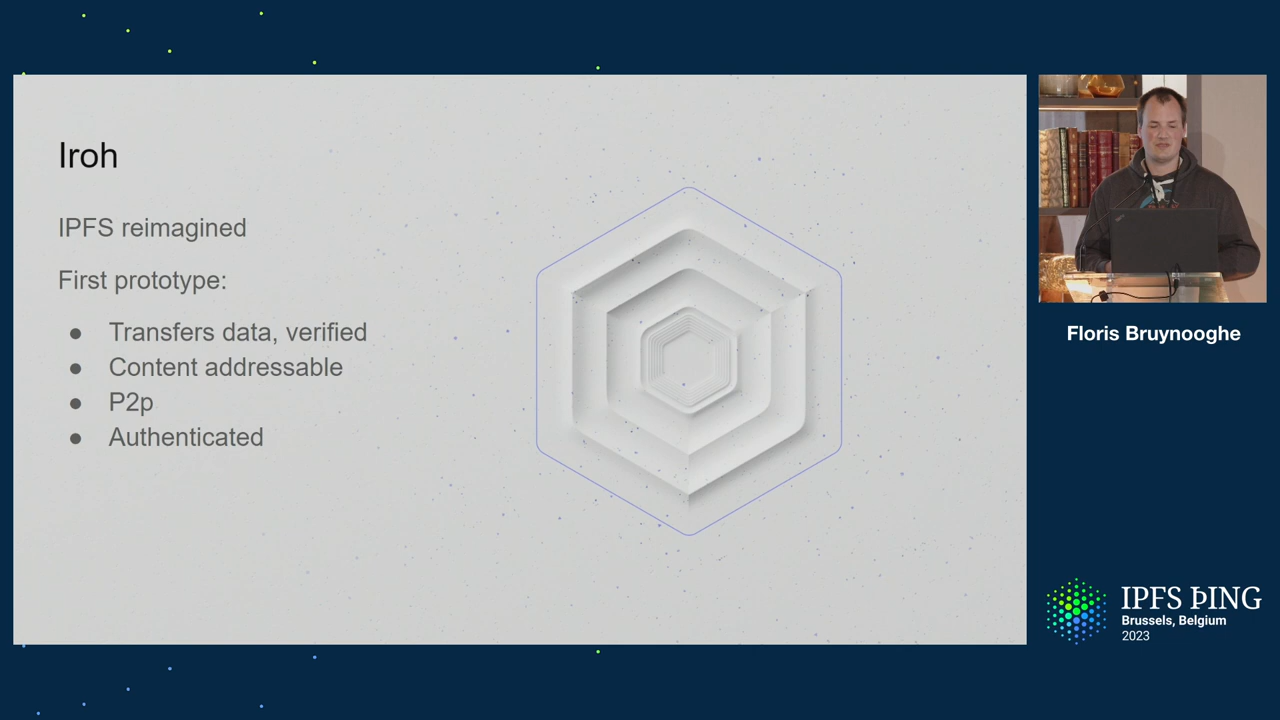 Iroh
IPFS reimagined
First prototype:
● Transfers data, verified
● Content addressable
● P2p
● Authenticated
Floris Bruynooghe
IPFS ÞING
Brussels, Belgium
2023